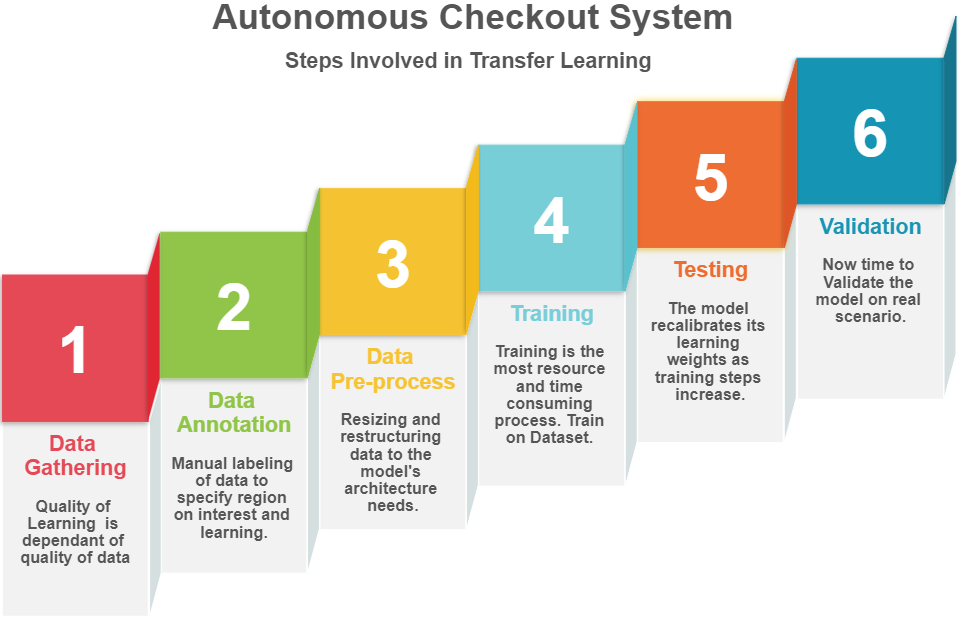 Autonomous Checkout System
Steps Involved in Transfer Learning
1
Data
Gathering
Quality of
Learning is
dependant of
quality of data
2
Data
Annotation
Manual labeling
of data to
specify region
on interest and
learning.
3
Data
Pre-process
Resizing and
restructuring
data to the
model's
architecture
needs.
4
Training
Training is the
most resource
and time
consuming
process. Train
on Dataset.
5
Testing
The model
recalibrates its
learning
weights as
training steps
increase.
6
Validation
Now time to
Validate the
model on real
scenario.